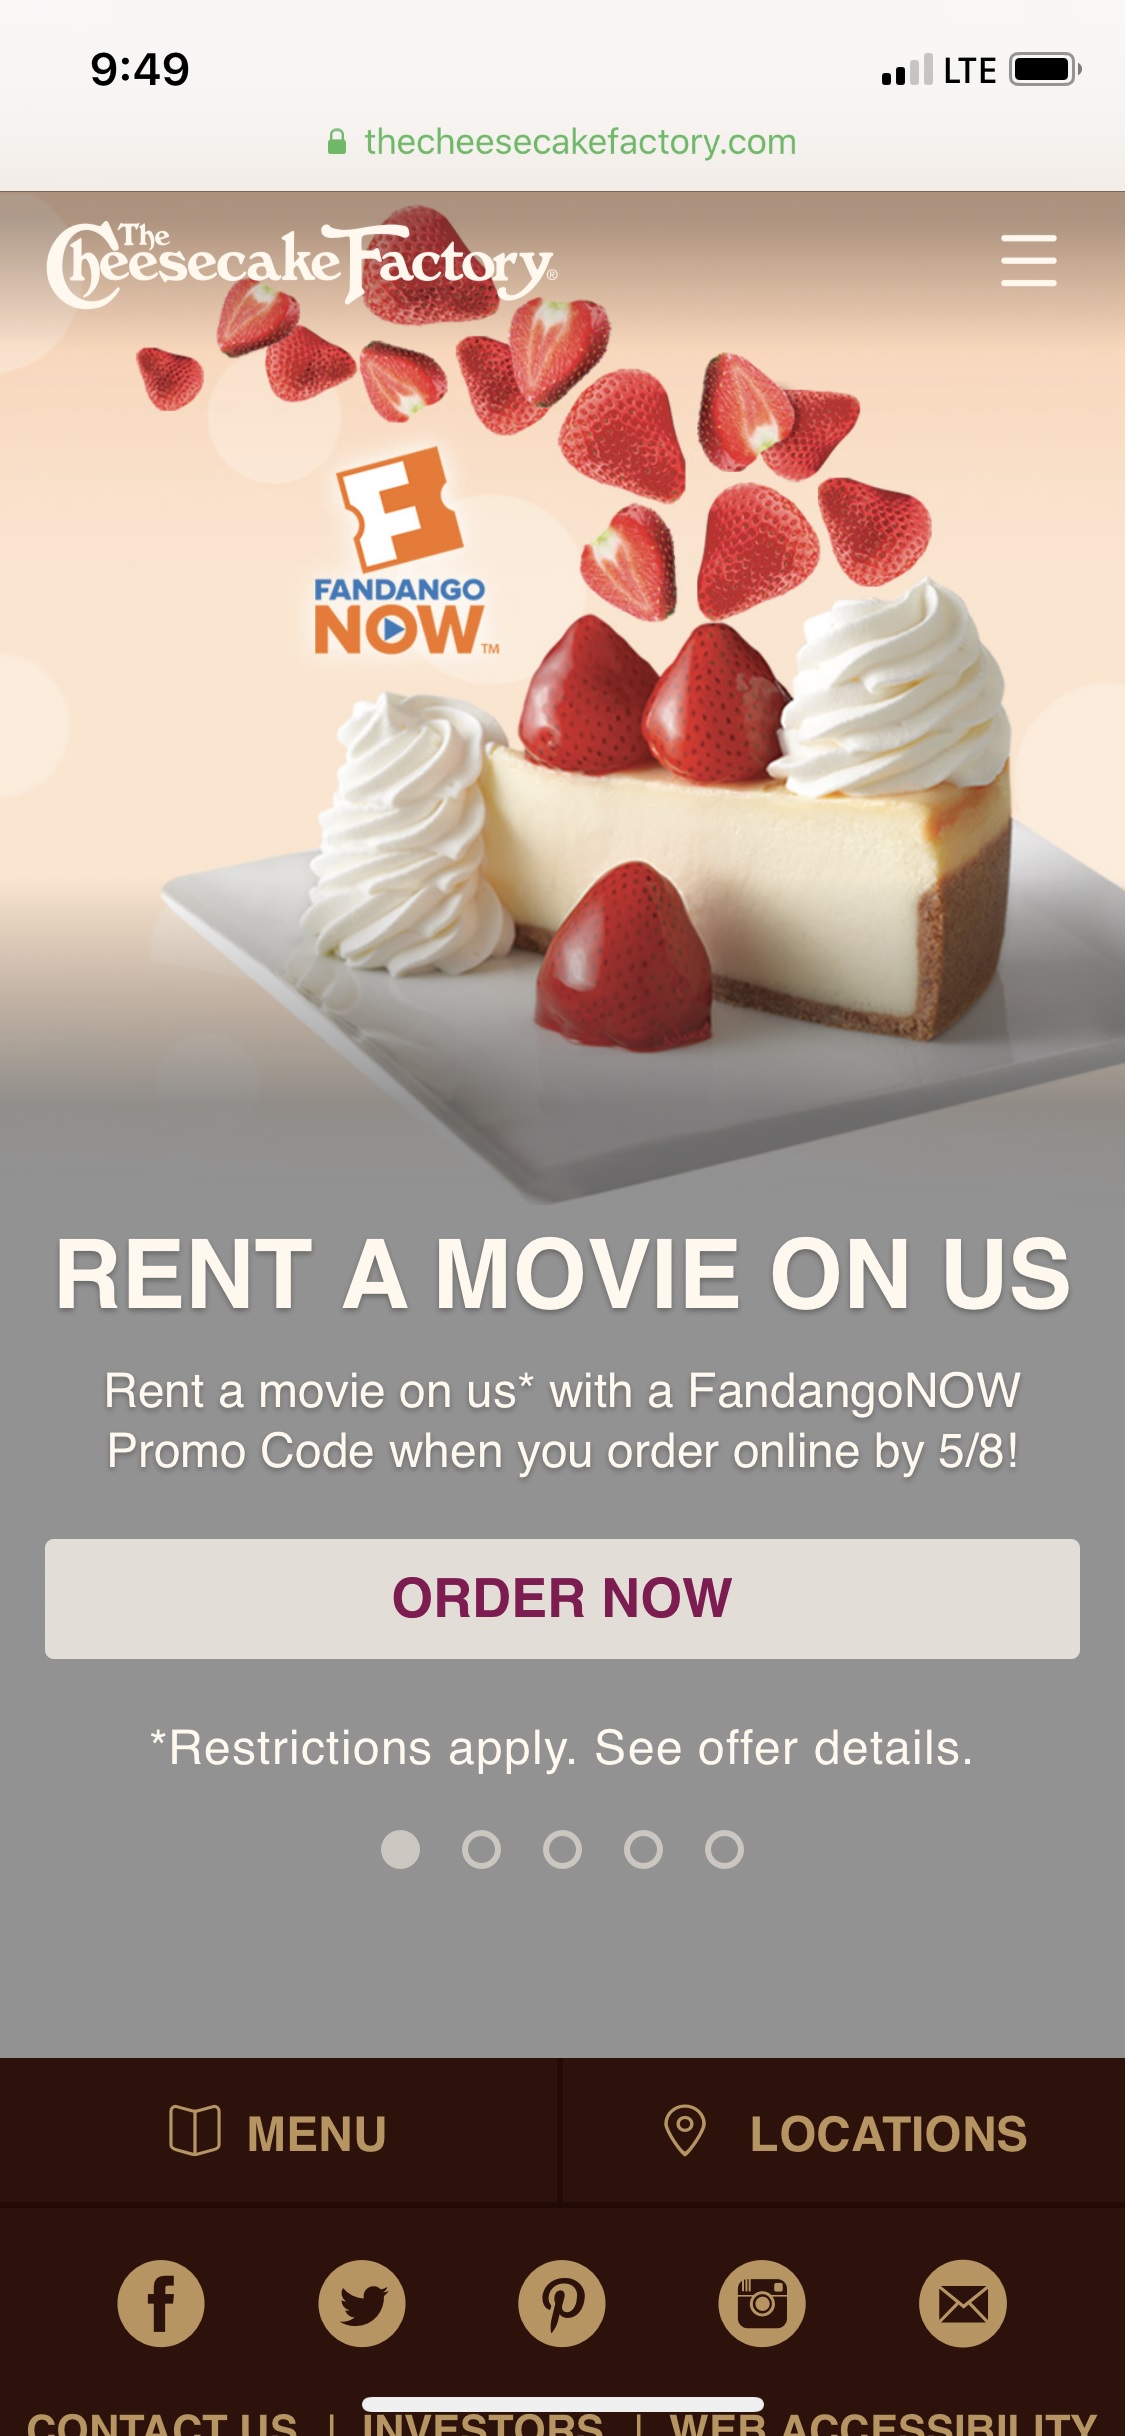 9:49
LTE
thecheesecakefactory.com
The Cheesecake Factory®
F
FANDANGO
NOW™
RENT A MOVIE ON US
Rent a movie on us* with a FandangoNOW
Promo Code when you order online by 5/8!
ORDER NOW
*Restrictions apply. See offer details.
MENU
LOCATIONS
CONTACT US | INVESTORS | WEB ACCESSIBILITY